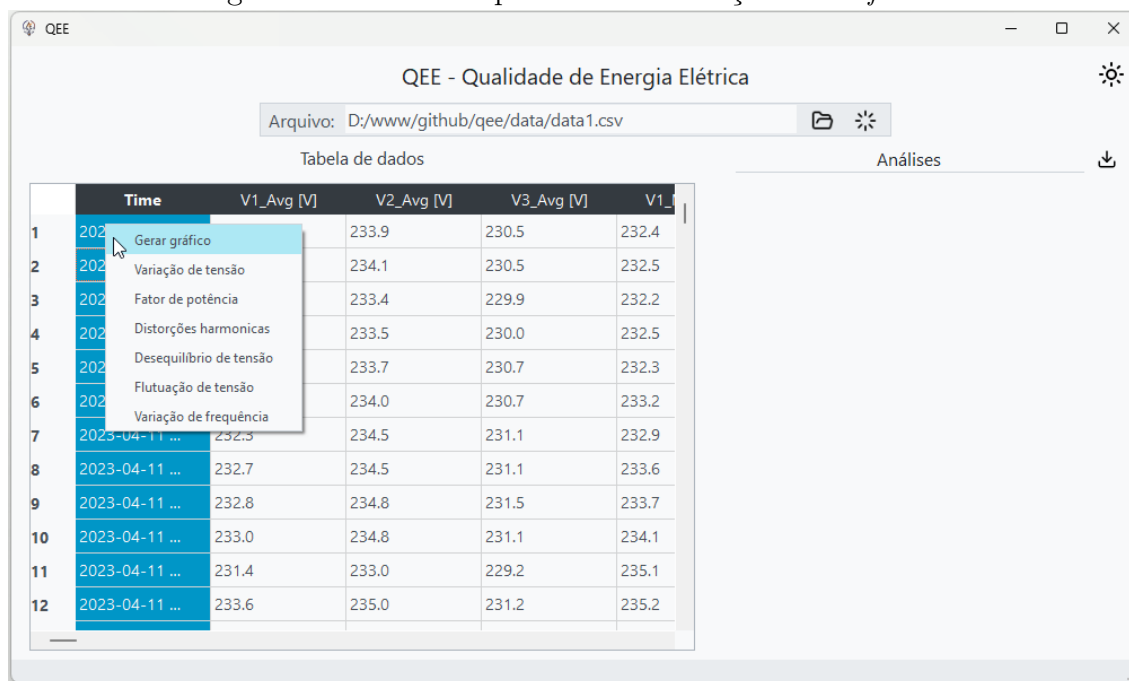 QEE
QEE - Qualidade de Energia Elétrica
Arquivo: D:/www/github/qee/data/data1.csv
Tabela de dados
Análises
Time V1_Avg [V] V2_Avg [V] V3_Avg [V] V1_
1 202 233.9 230.5 232.4
2 202 234.1 230.5 232.5
3 202 233.4 229.9 232.2
4 202 233.5 230.0 232.5
5 202 233.7 230.7 232.3
6 202 234.0 230.7 233.2
7 2023-04-11 ... 232.3 234.5 231.1 232.9
8 2023-04-11 ... 232.7 234.5 231.1 233.6
9 2023-04-11 ... 232.8 234.8 231.5 233.7
10 2023-04-11 ... 233.0 234.8 231.1 234.1
11 2023-04-11 ... 231.4 233.0 229.2 235.1
12 2023-04-11 ... 233.6 235.0 231.2 235.2
Gerar gráfico
Variação de tensão
Fator de potência
Distorções harmonicas
Desequilíbrio de tensão
Flutuação de tensão
Variação de frequência